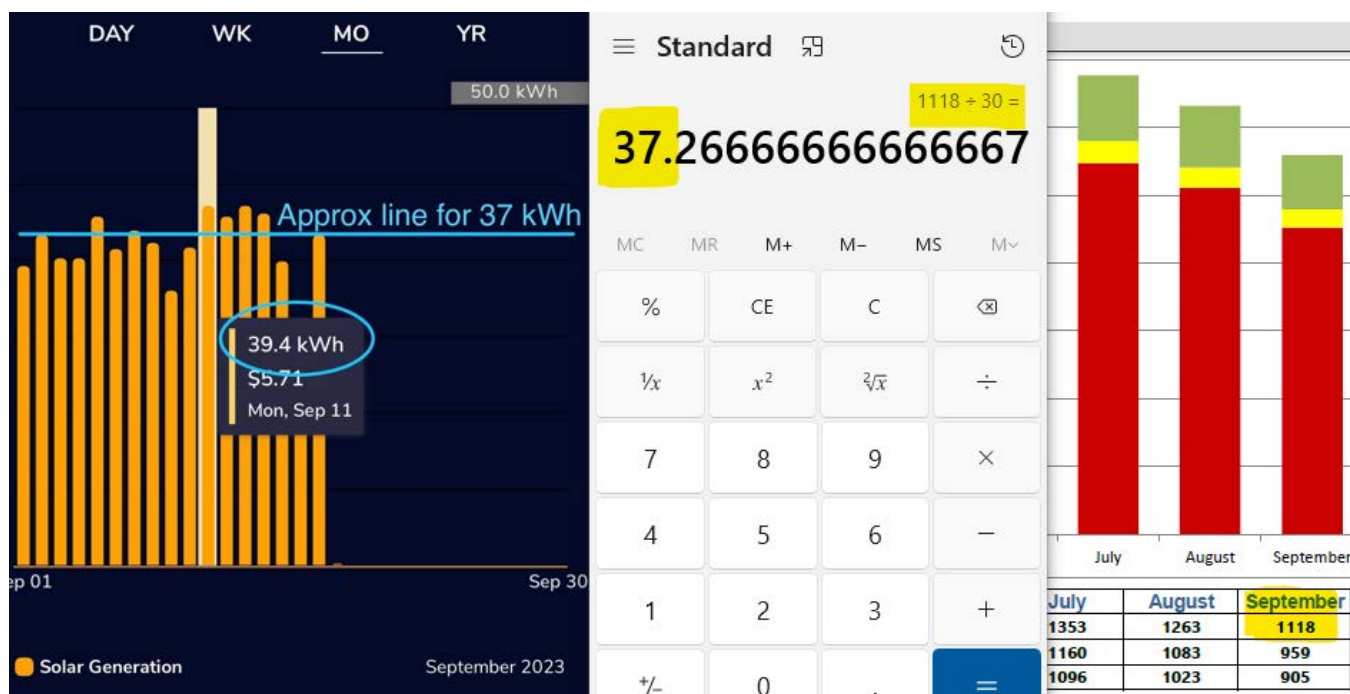 DAY WK MO YR
50.0 kWh
Approx line for 37 kWh
39.4 kWh
$5.71
Mon, Sep 11
ep 01 Sep 30
Solar Generation September 2023
Standard
1118 ÷ 30 =
37.26666666666667
MC MR M+ M− MS M˅
% CE C
¹/x x² ²√x ÷
7 8 9 ×
4 5 6 −
1 2 3 +
+/− 0 . =
July August September
July August September
1353 1263 1118
1160 1083 959
1096 1023 905